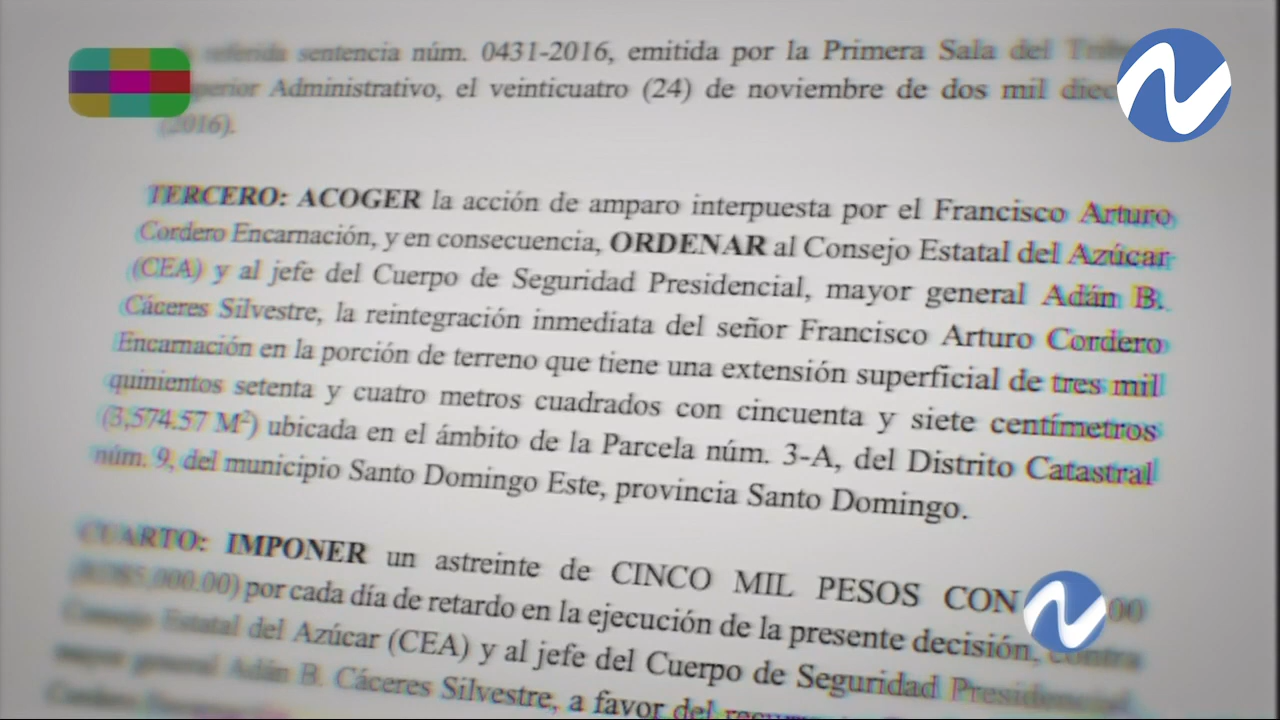 referida sentencia núm. 0431-2016, emitida por la Primera Sala del
Administrativo, el veinticuatro (24) de noviembre de dos mil
(2016).
TERCERO: ACOGER la acción de amparo interpuesta por el Francisco Arturo
Cordero Encarnación, y en consecuencia, ORDENAR al Consejo Estatal del Azúcar
(CEA) y al jefe del Cuerpo de Seguridad Presidencial, mayor general Adán B.
Cáceres Silvestre, la reintegración inmediata del señor Francisco Arturo Cordero
Encarnación en la porción de terreno que tiene una extensión superficial de tres mil
quinientos setenta y cuatro metros cuadrados con cincuenta y siete centímetros
(3,574.57 M²) ubicada en el ámbito de la Parcela núm. 3-A, del Distrito Catastral
núm. 9, del municipio Santo Domingo Este, provincia Santo Domingo.
CUARTO: IMPONER un astreinte de CINCO MIL PESOS CON
por cada día de retardo en la ejecución de la presente decisión, contra
Consejo Estatal del Azúcar (CEA) y al jefe del Cuerpo de Seguridad Presidencial,
mayor general Adán B. Cáceres Silvestre, a favor del